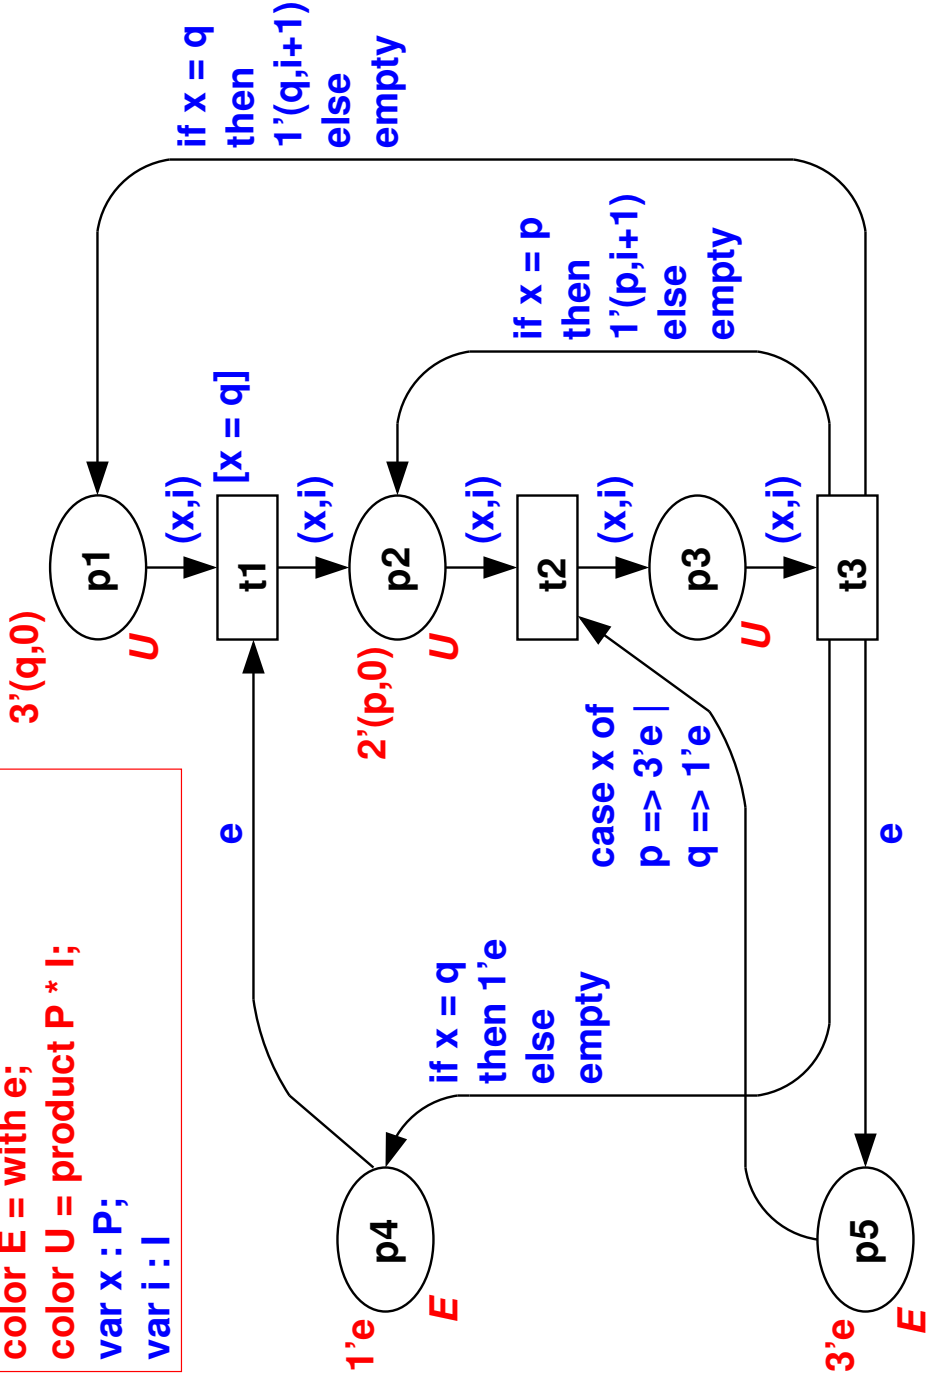 color E = with e;
color U = product P * I;
var x : P;
var i : I
3'(q,0)
p1
U
(x,i)
if x = q
then
1'(q,i+1)
else
empty
e
t1
[x = q]
(x,i)
2'(p,0)
p2
U
(x,i)
if x = p
then
1'(p,i+1)
else
empty
t2
(x,i)
case x of
p => 3'e |
q => 1'e
p3
U
(x,i)
if x = q
then 1'e
else
empty
t3
1'e
p4
E
e
3'e
p5
E